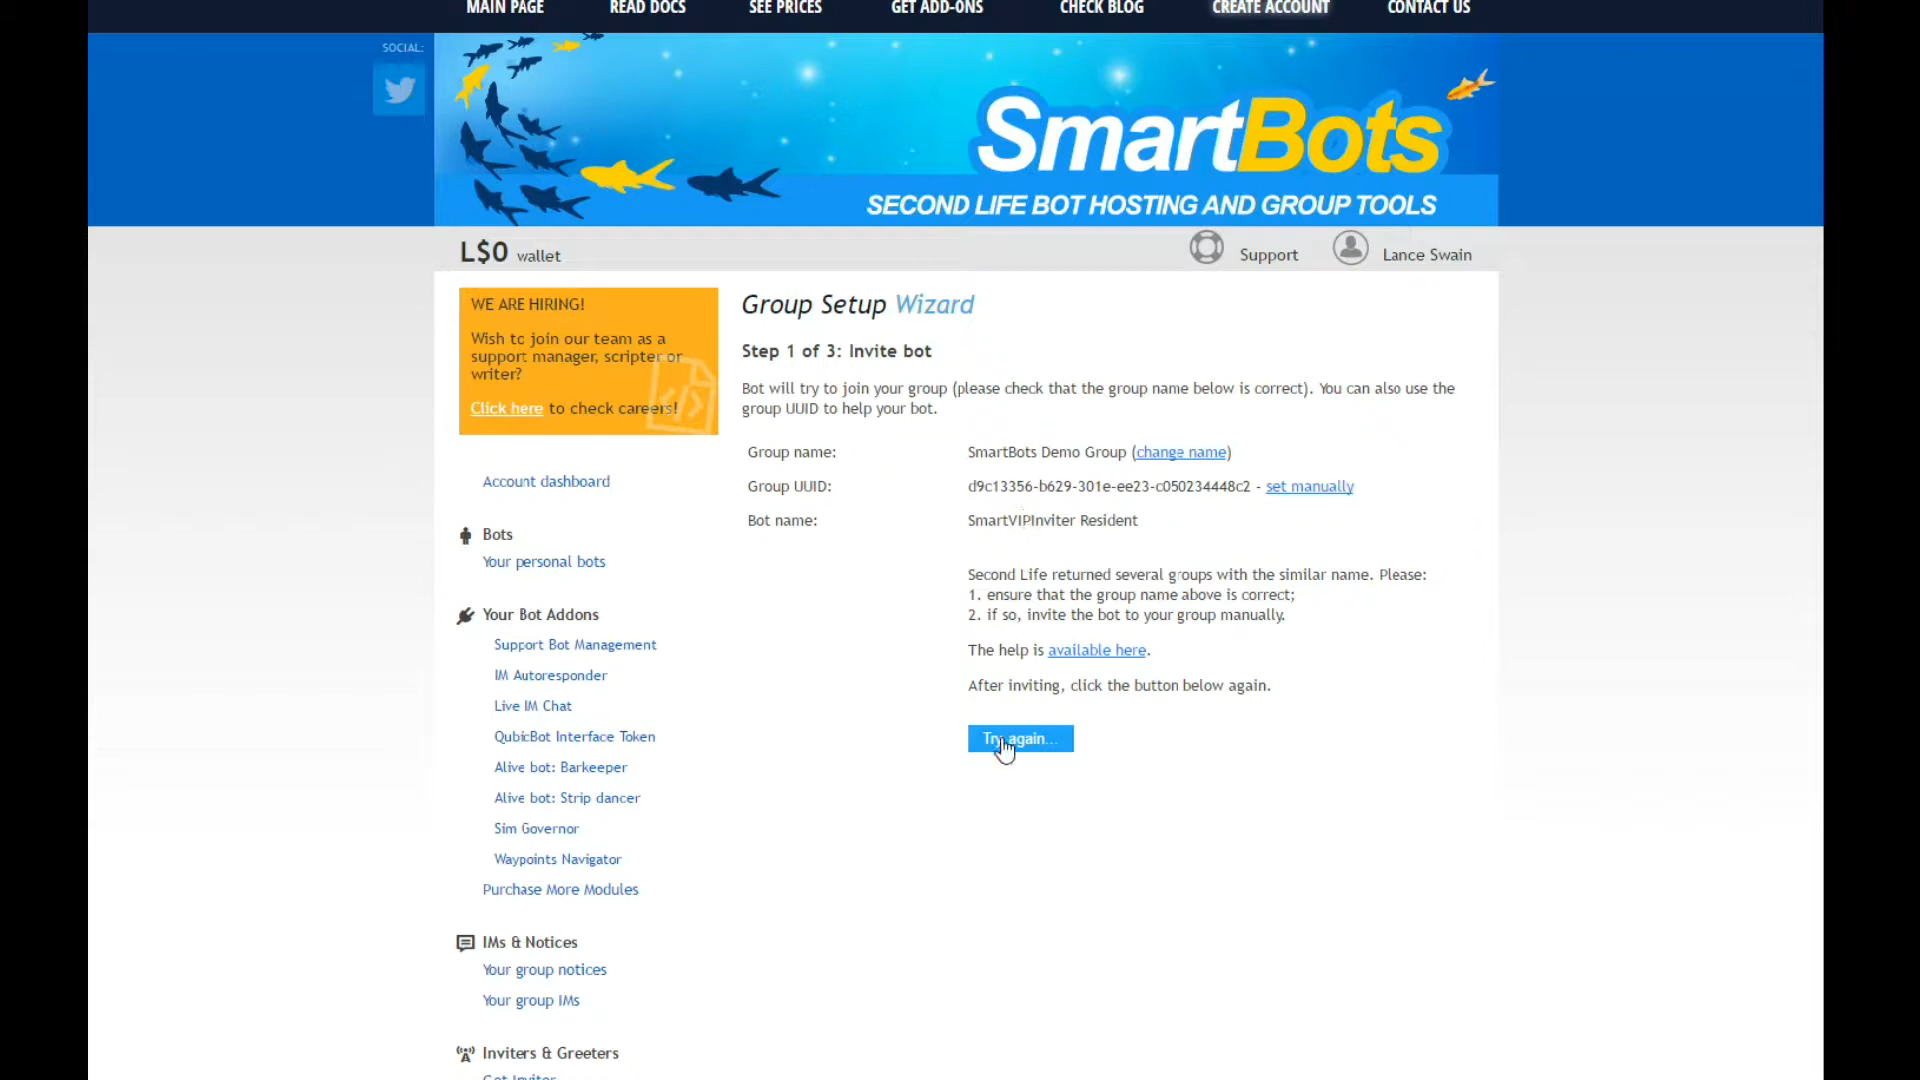 MAIN PAGE READ DOCS SEE PRICES GET ADD-ONS CHECK BLOG CREATE ACCOUNT CONTACT US
SOCIAL:
SmartBots
SECOND LIFE BOT HOSTING AND GROUP TOOLS
L$0 wallet
Support
Lance Swain
WE ARE HIRING!
Wish to join our team as a
support manager, scripter or
writer?
Click here to check careers!
Account dashboard
Bots
Your personal bots
Your Bot Addons
Support Bot Management
IM Autoresponder
Live IM Chat
QubicBot Interface Token
Alive bot: Barkeeper
Alive bot: Strip dancer
Sim Governor
Waypoints Navigator
Purchase More Modules
IMs & Notices
Your group notices
Your group IMs
Inviters & Greeters
Get Inviter
Group Setup Wizard
Step 1 of 3: Invite bot
Bot will try to join your group (please check that the group name below is correct). You can also use the
group UUID to help your bot.
Group name: SmartBots Demo Group (change name)
Group UUID: d9c13356-b629-301e-ee23-c050234448c2 - set manually
Bot name: SmartVIPInviter Resident
Second Life returned several groups with the similar name. Please:
1. ensure that the group name above is correct;
2. if so, invite the bot to your group manually.
The help is available here.
After inviting, click the button below again.
Try again...